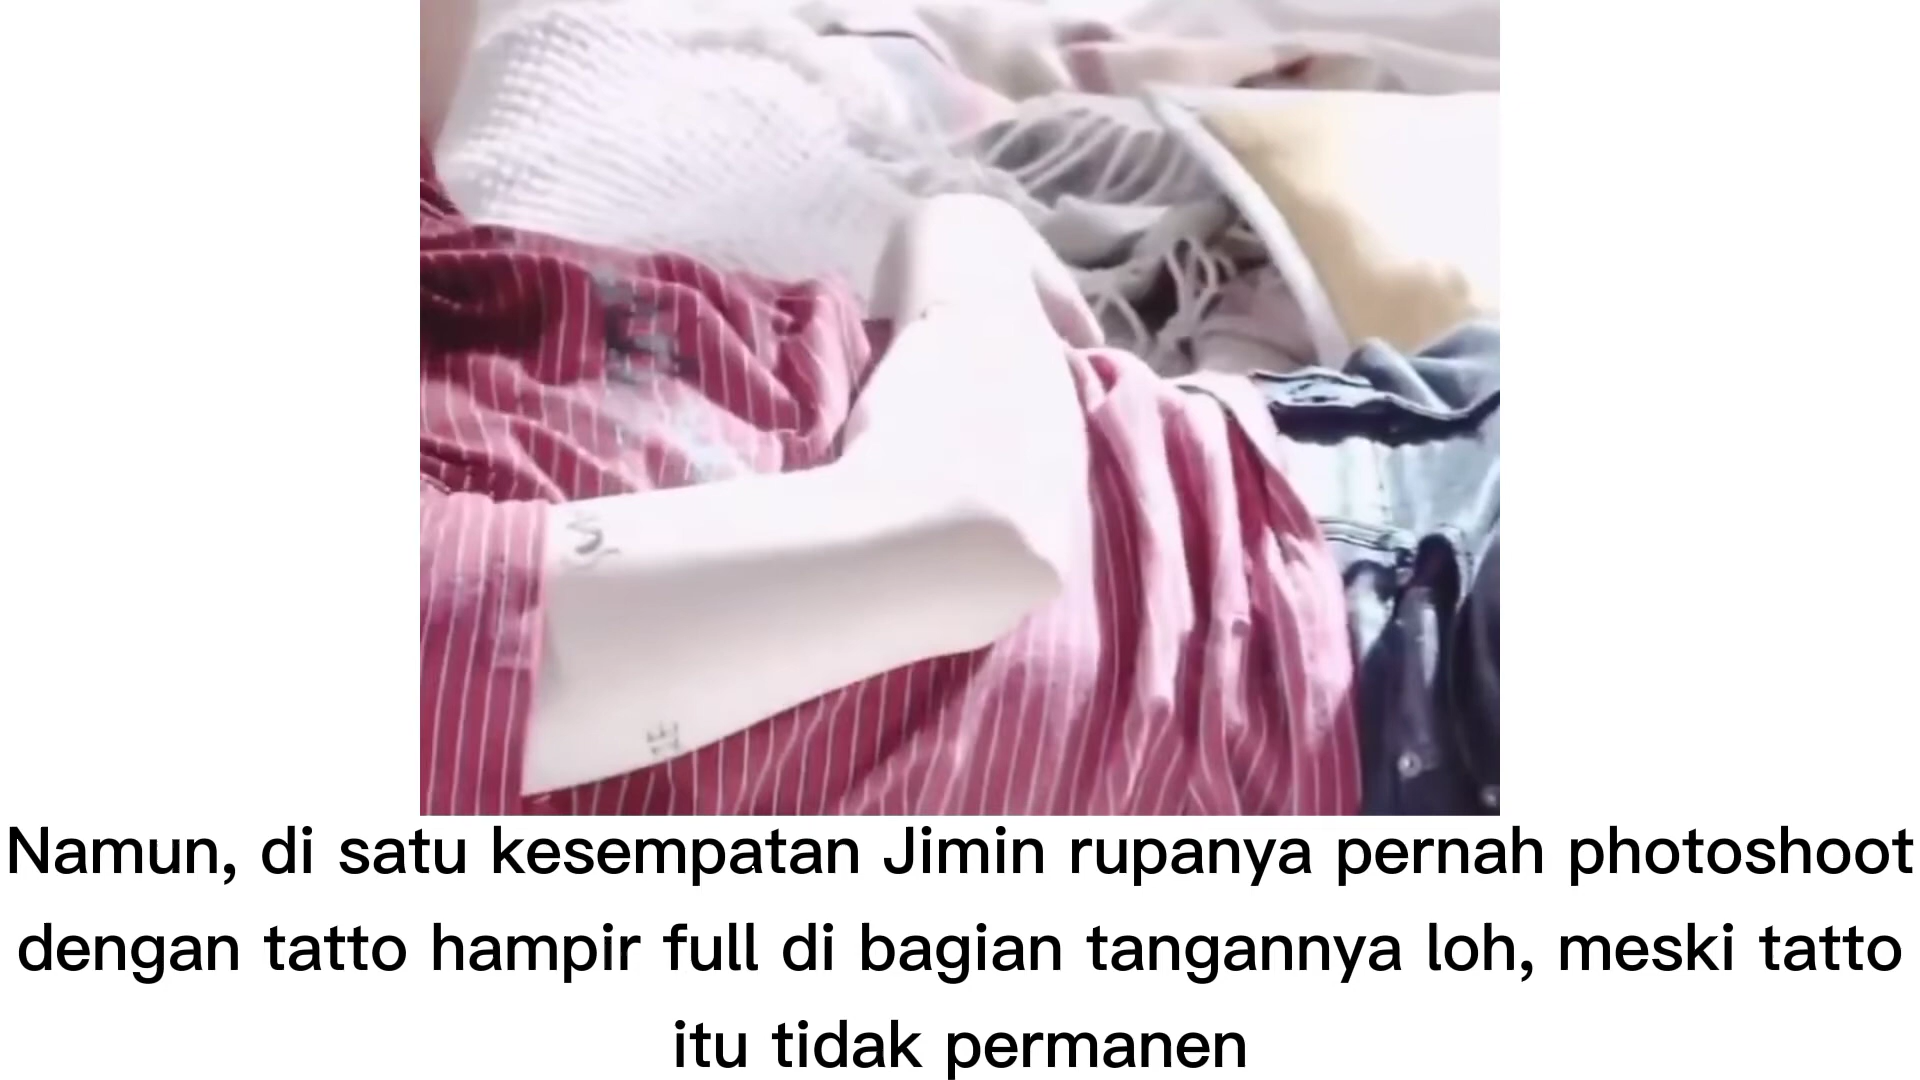 Namun, di satu kesempatan Jimin rupanya pernah photoshoot
dengan tatto hampir full di bagian tangannya loh, meski tatto
itu tidak permanen